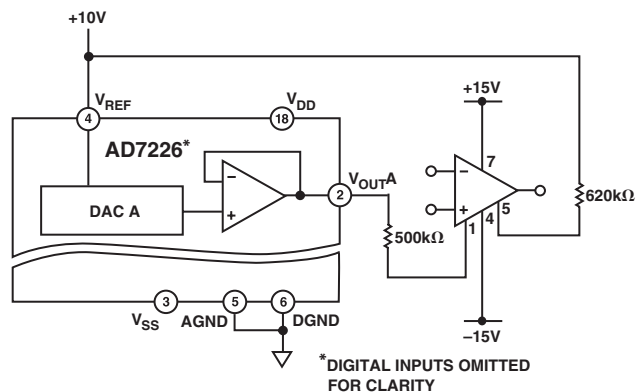 +10V
V_REF
4
V_DD
18
AD7226*
DAC A
−
+
V_OUTA
2
500kΩ
+15V
7
−
+
1
4
5
620kΩ
−15V
3
V_SS
5
AGND
6
DGND
*DIGITAL INPUTS OMITTED
FOR CLARITY